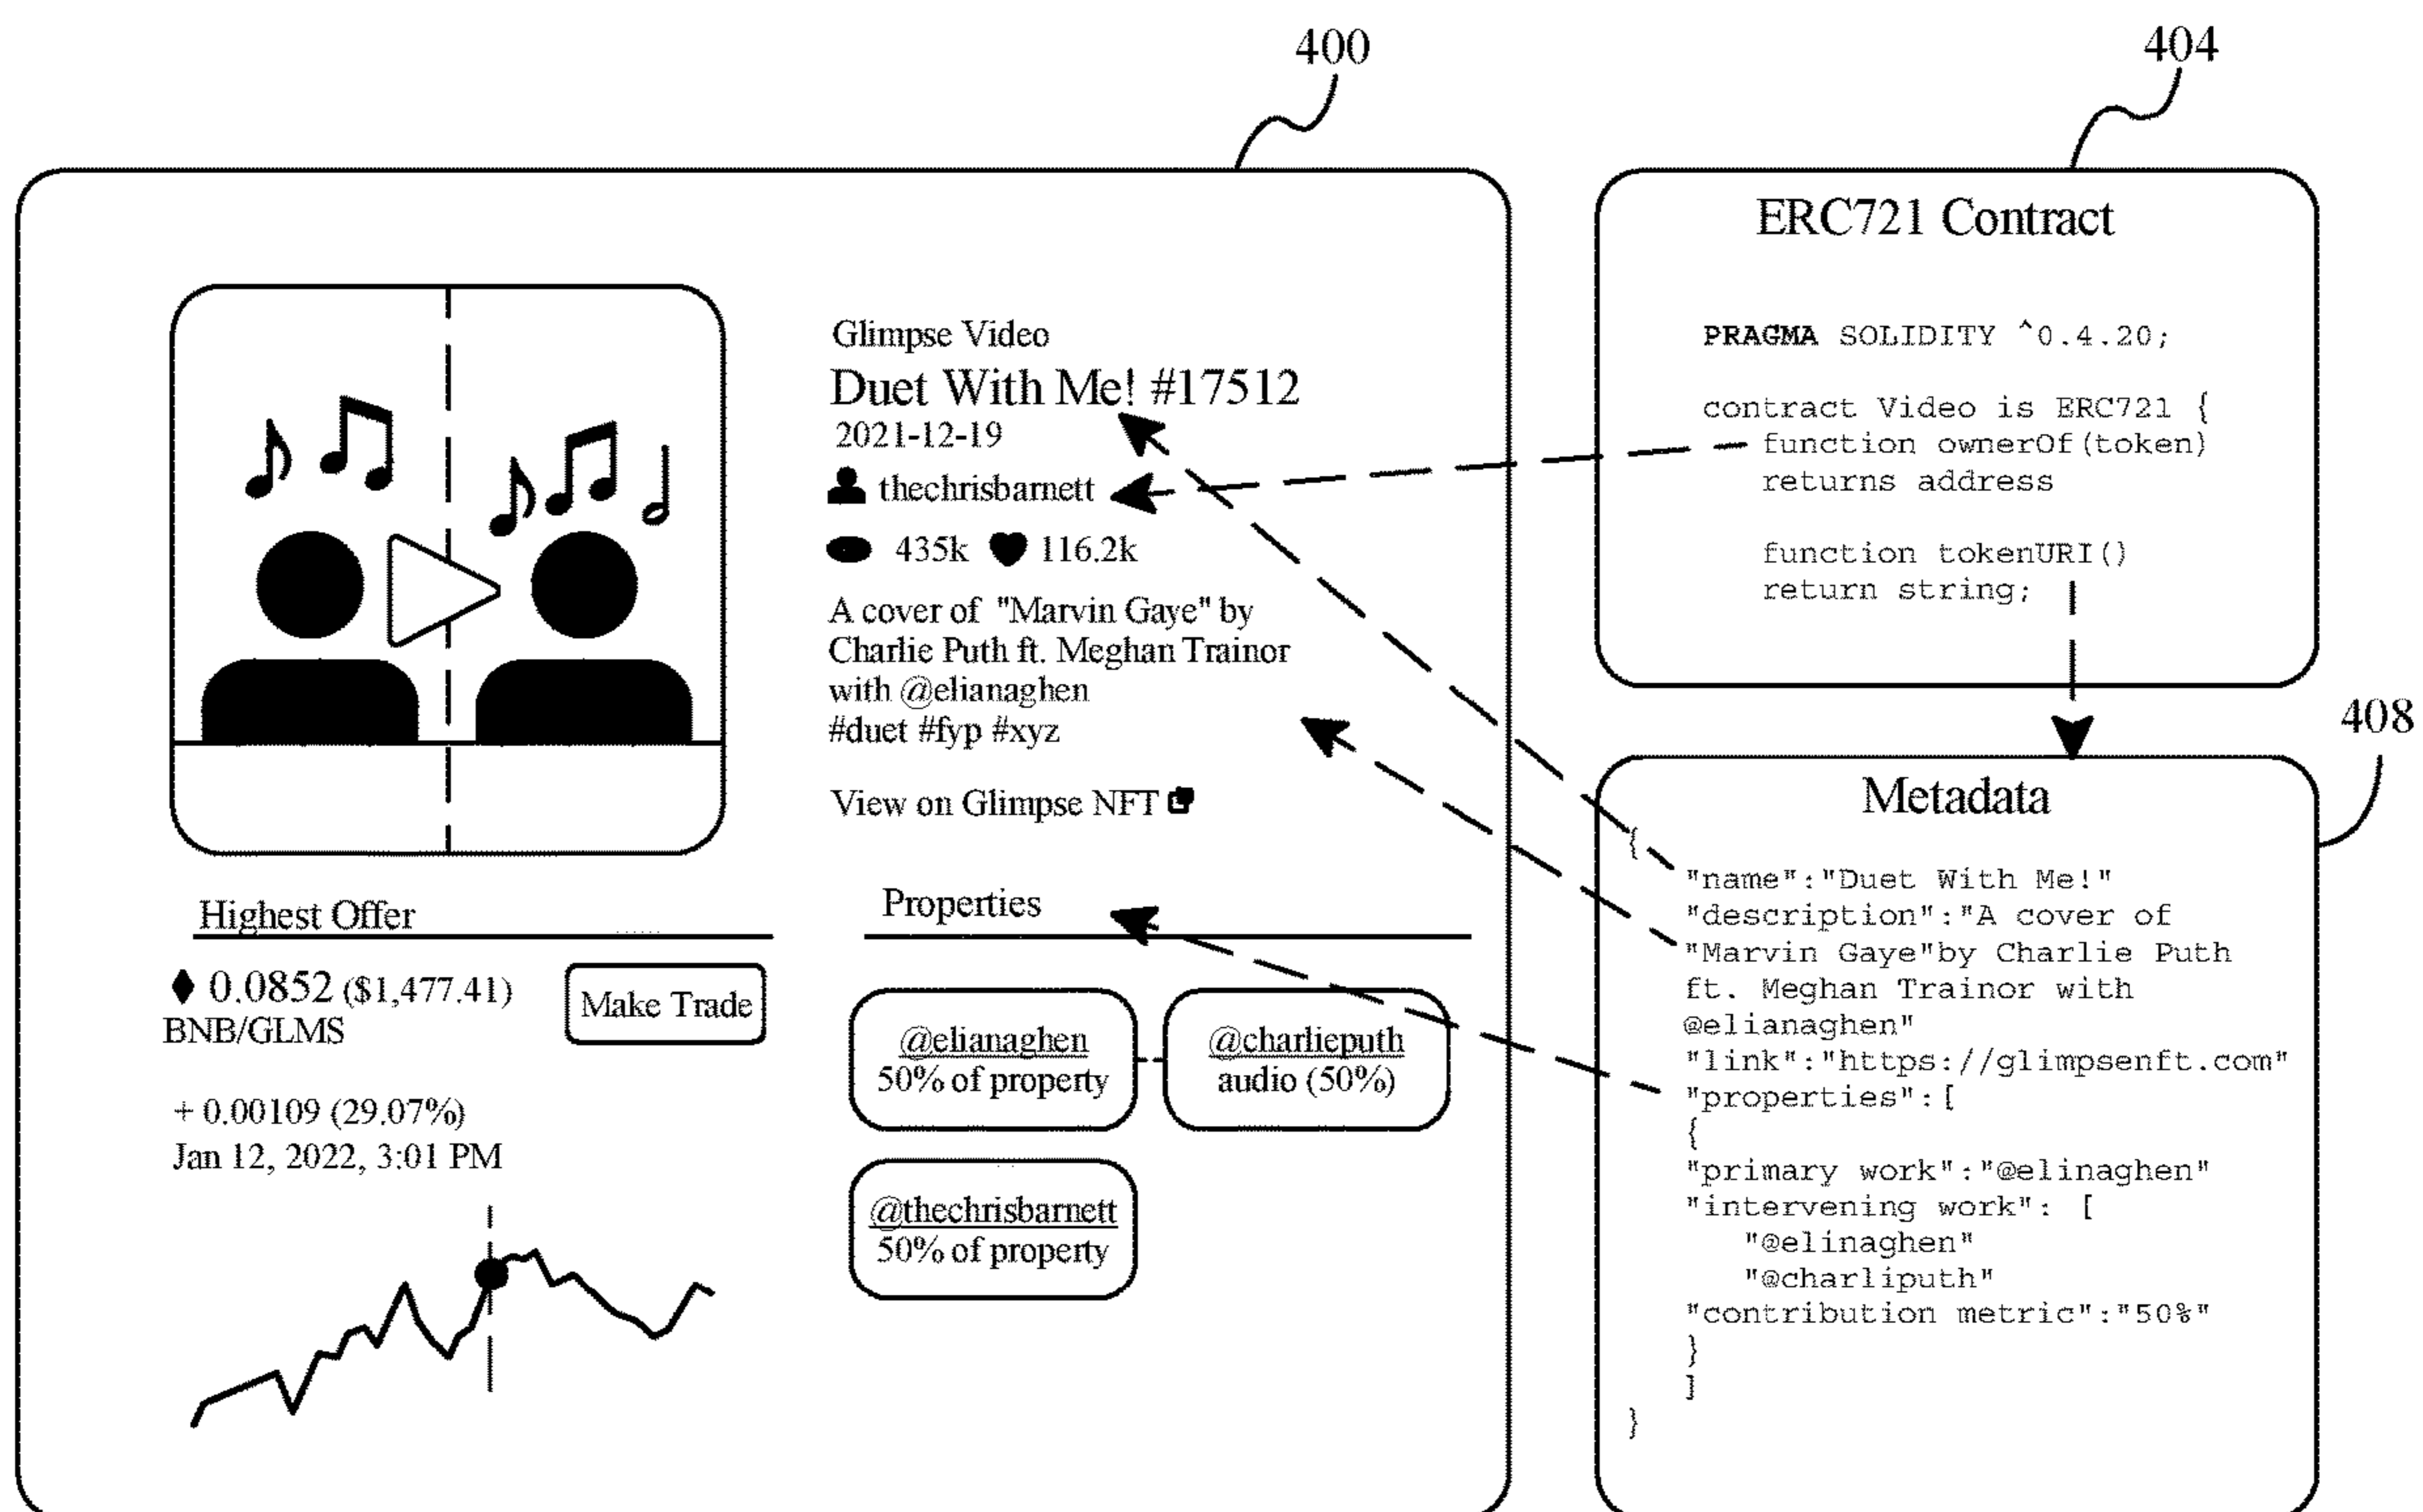 400
404
Glimpse Video
Duet With Me! #17512
2021-12-19
thechrisbarnett
435k 116.2k
A cover of "Marvin Gaye" by
Charlie Puth ft. Meghan Trainor
with @elianaghen
#duet #fyp #xyz
View on Glimpse NFT
Highest Offer
0.0852 ($1,477.41)
BNB/GLMS
Make Trade
+ 0.00109 (29.07%)
Jan 12, 2022, 3:01 PM
Properties
@elianaghen
50% of property
@charlieputh
audio (50%)
@thechrisbarnett
50% of property
ERC721 Contract
PRAGMA SOLIDITY ^0.4.20;
contract Video is ERC721 {
function ownerOf(token)
returns address
function tokenURI()
return string;
408
Metadata
{
"name":"Duet With Me!"
"description":"A cover of
"Marvin Gaye"by Charlie Puth
ft. Meghan Trainor with
@elianaghen"
"link":"https://glimpsenft.com"
"properties":[
{
"primary work":"@elinaghen"
"intervening work": [
"@elinaghen"
"@charliputh"
"contribution metric":"50%"
}
]
}